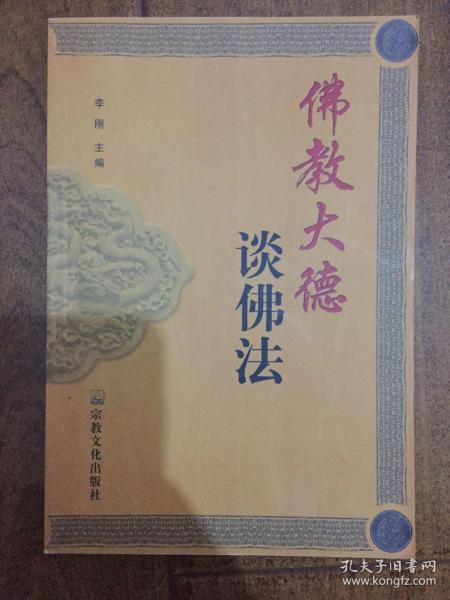 佛教大德
谈佛法
李刚 主编
宗教文化出版社
孔夫子旧书网
www.kongfz.com